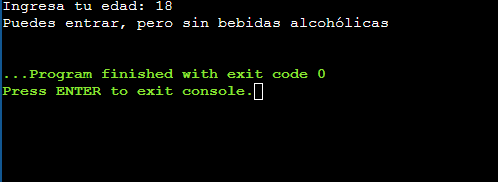 Ingresa tu edad: 18
Puedes entrar, pero sin bebidas alcohólicas
...Program finished with exit code 0
Press ENTER to exit console.